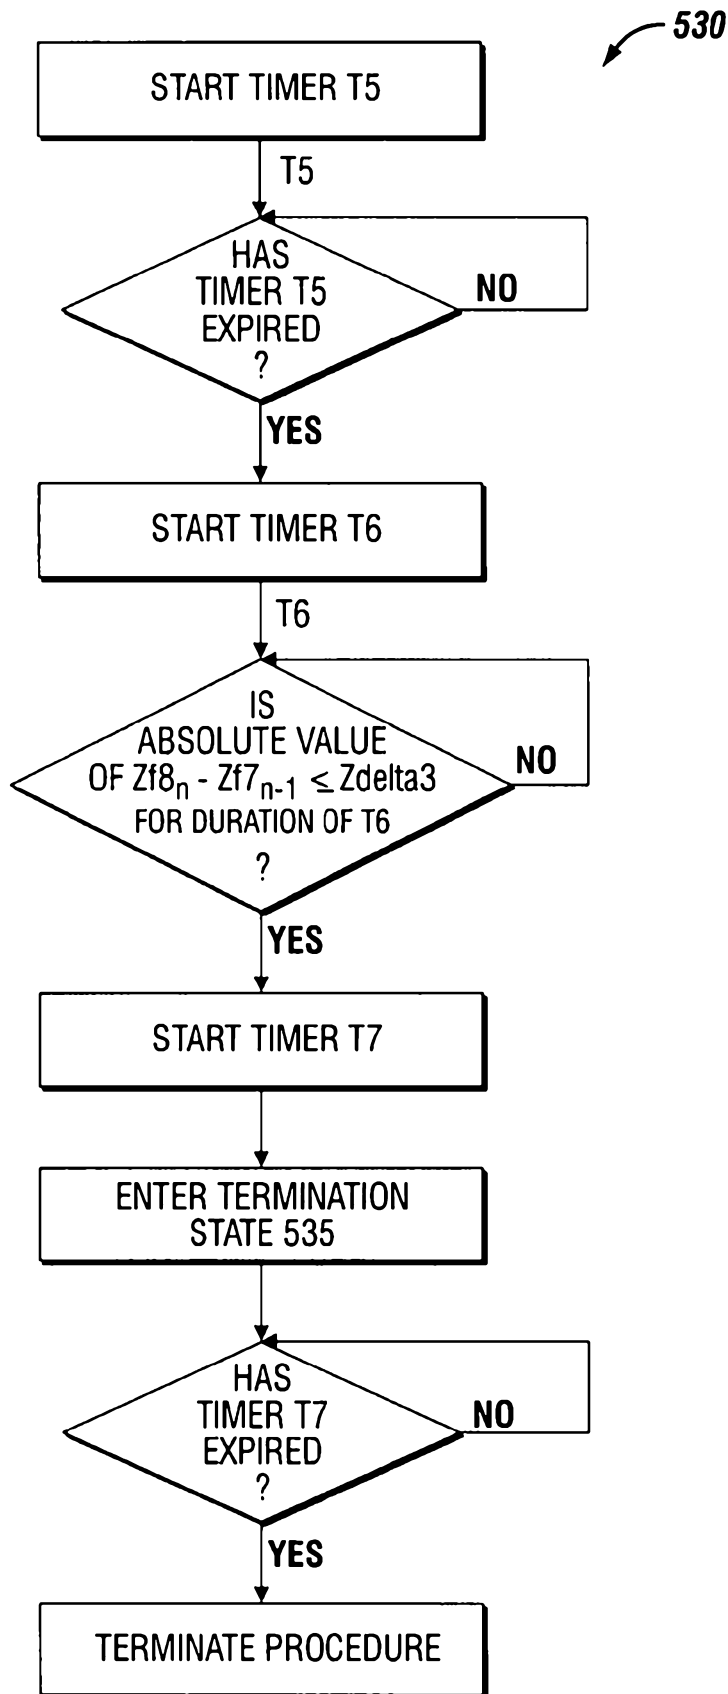 530
START TIMER T5
T5
HAS
TIMER T5
EXPIRED
?
NO
YES
START TIMER T6
T6
IS
ABSOLUTE VALUE
OF Zf8n - Zf7n-1 ≤ Zdelta3
FOR DURATION OF T6
?
NO
YES
START TIMER T7
ENTER TERMINATION
STATE 535
HAS
TIMER T7
EXPIRED
?
NO
YES
TERMINATE PROCEDURE